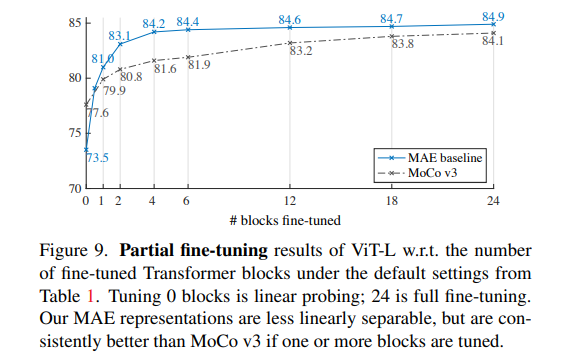 85
80
75
70
84.2 84.4 84.6 84.7 84.9
83.1
81.0
83.2 83.8 84.1
80.8 81.6 81.9
79.9
77.6
73.5
MAE baseline
MoCo v3
0 1 2 4 6 12 18 24
# blocks fine-tuned
Figure 9. Partial fine-tuning results of ViT-L w.r.t. the number
of fine-tuned Transformer blocks under the default settings from
Table 1. Tuning 0 blocks is linear probing; 24 is full fine-tuning.
Our MAE representations are less linearly separable, but are con-
sistently better than MoCo v3 if one or more blocks are tuned.